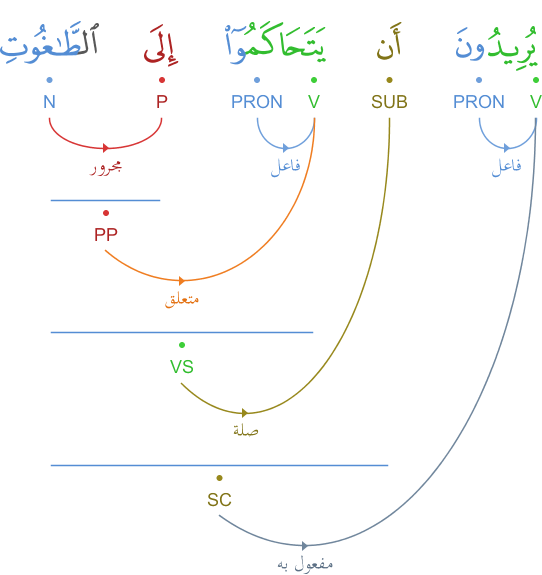 يُرِيدُونَ أَن يَتَحَاكَمُوٓا۟ إِلَى ٱلطَّـٰغُوتِ
V PRON SUB V PRON P N
فاعل فاعل مجرور
PP
متعلق
VS
صلة
SC
مفعول به